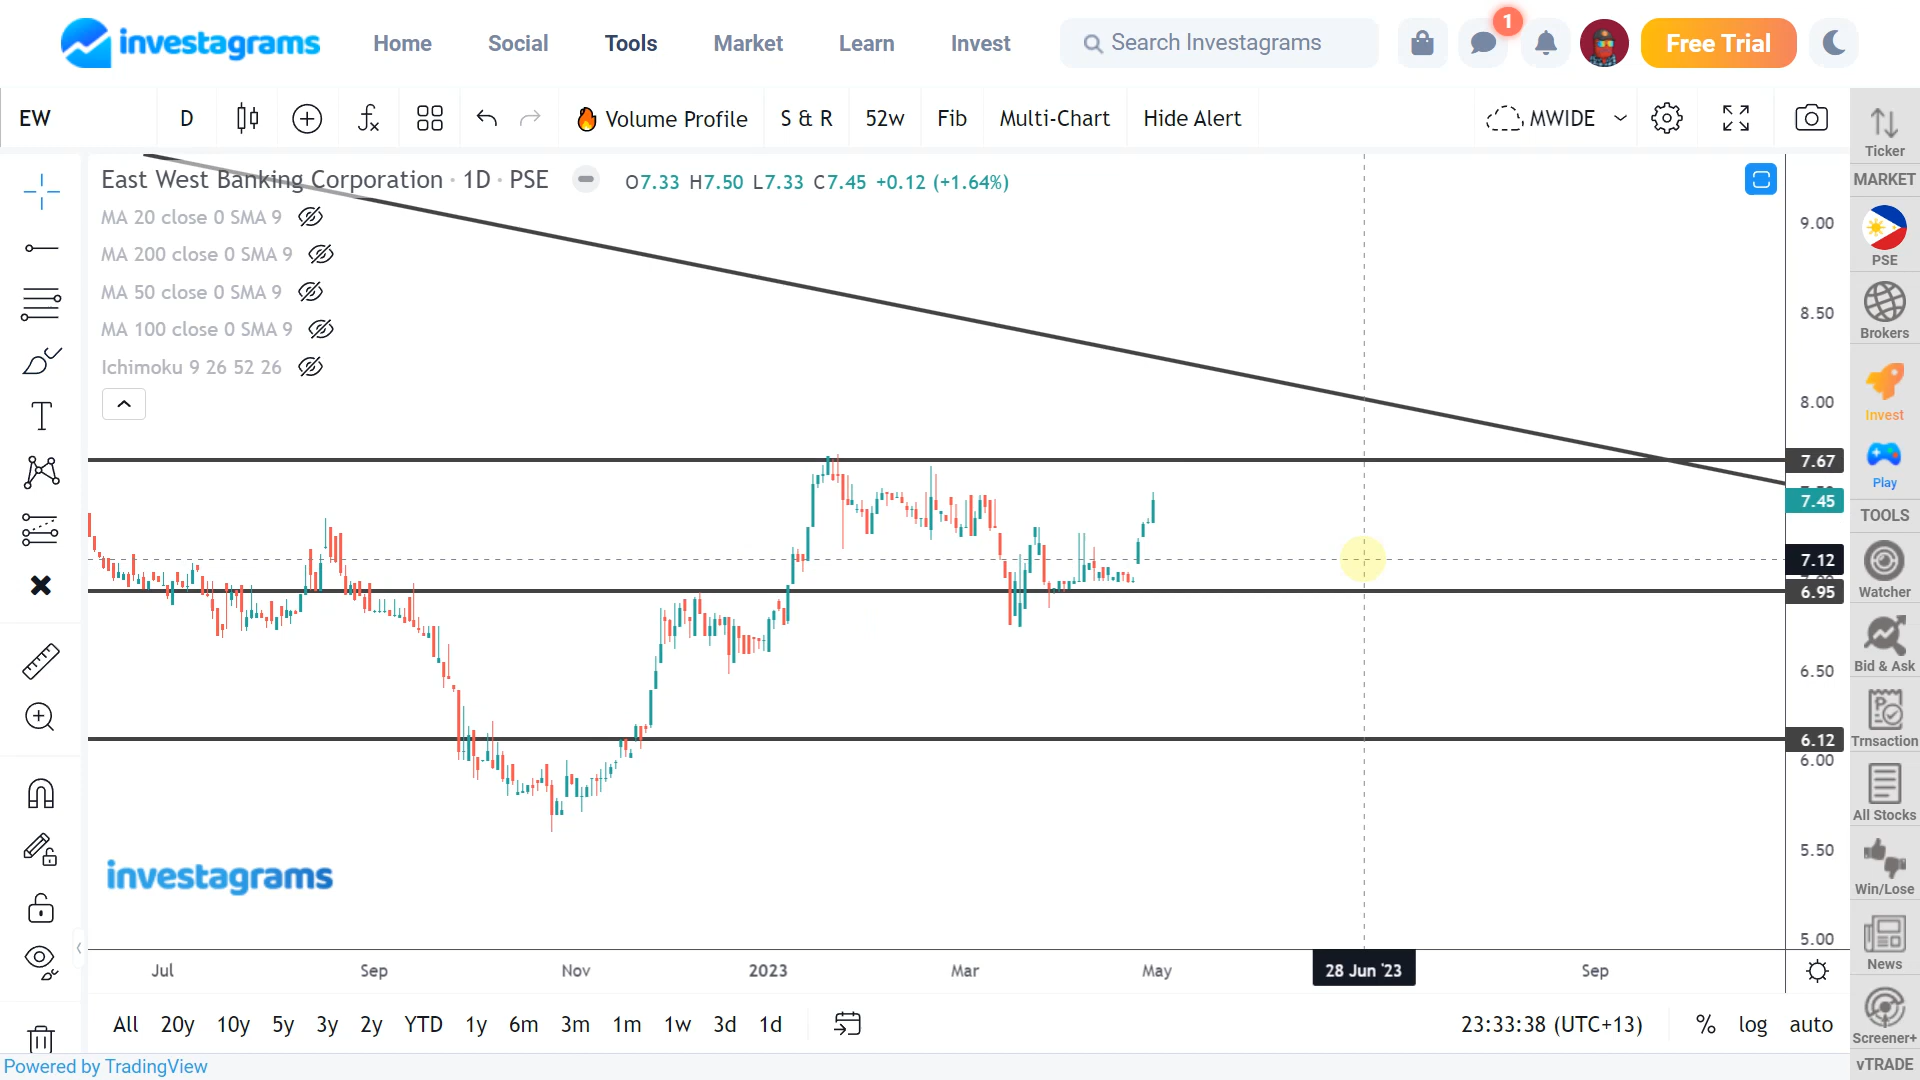 investagrams
Home
Social
Tools
Market
Learn
Invest
Search Investagrams
1
Free Trial
EW
D
Volume Profile
S & R
52w
Fib
Multi-Chart
Hide Alert
MWIDE
East West Banking Corporation · 1D · PSE
O7.33 H7.50 L7.33 C7.45 +0.12 (+1.64%)
MA 20 close 0 SMA 9
MA 200 close 0 SMA 9
MA 50 close 0 SMA 9
MA 100 close 0 SMA 9
Ichimoku 9 26 52 26
9.00
8.50
8.00
7.67
7.45
7.12
6.95
6.50
6.12
6.00
5.50
5.00
investagrams
Jul
Sep
Nov
2023
Mar
May
28 Jun '23
Sep
All
20y
10y
5y
3y
2y
YTD
1y
6m
3m
1m
1w
3d
1d
23:33:38 (UTC+13)
%
log
auto
Powered by TradingView
Ticker
MARKET
PSE
Brokers
Invest
Play
TOOLS
Watcher
Bid & Ask
Trnsaction
All Stocks
Win/Lose
News
Screener+
vTRADE